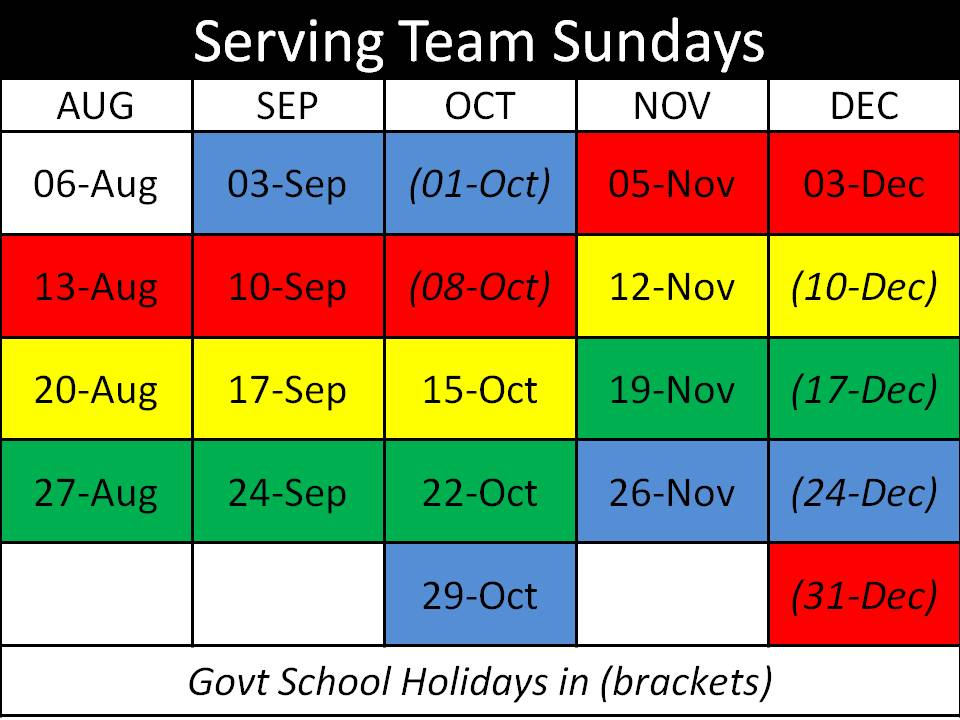 Serving Team Sundays
AUG SEP OCT NOV DEC
06-Aug 03-Sep (01-Oct) 05-Nov 03-Dec
13-Aug 10-Sep (08-Oct) 12-Nov (10-Dec)
20-Aug 17-Sep 15-Oct 19-Nov (17-Dec)
27-Aug 24-Sep 22-Oct 26-Nov (24-Dec)
29-Oct (31-Dec)
Govt School Holidays in (brackets)